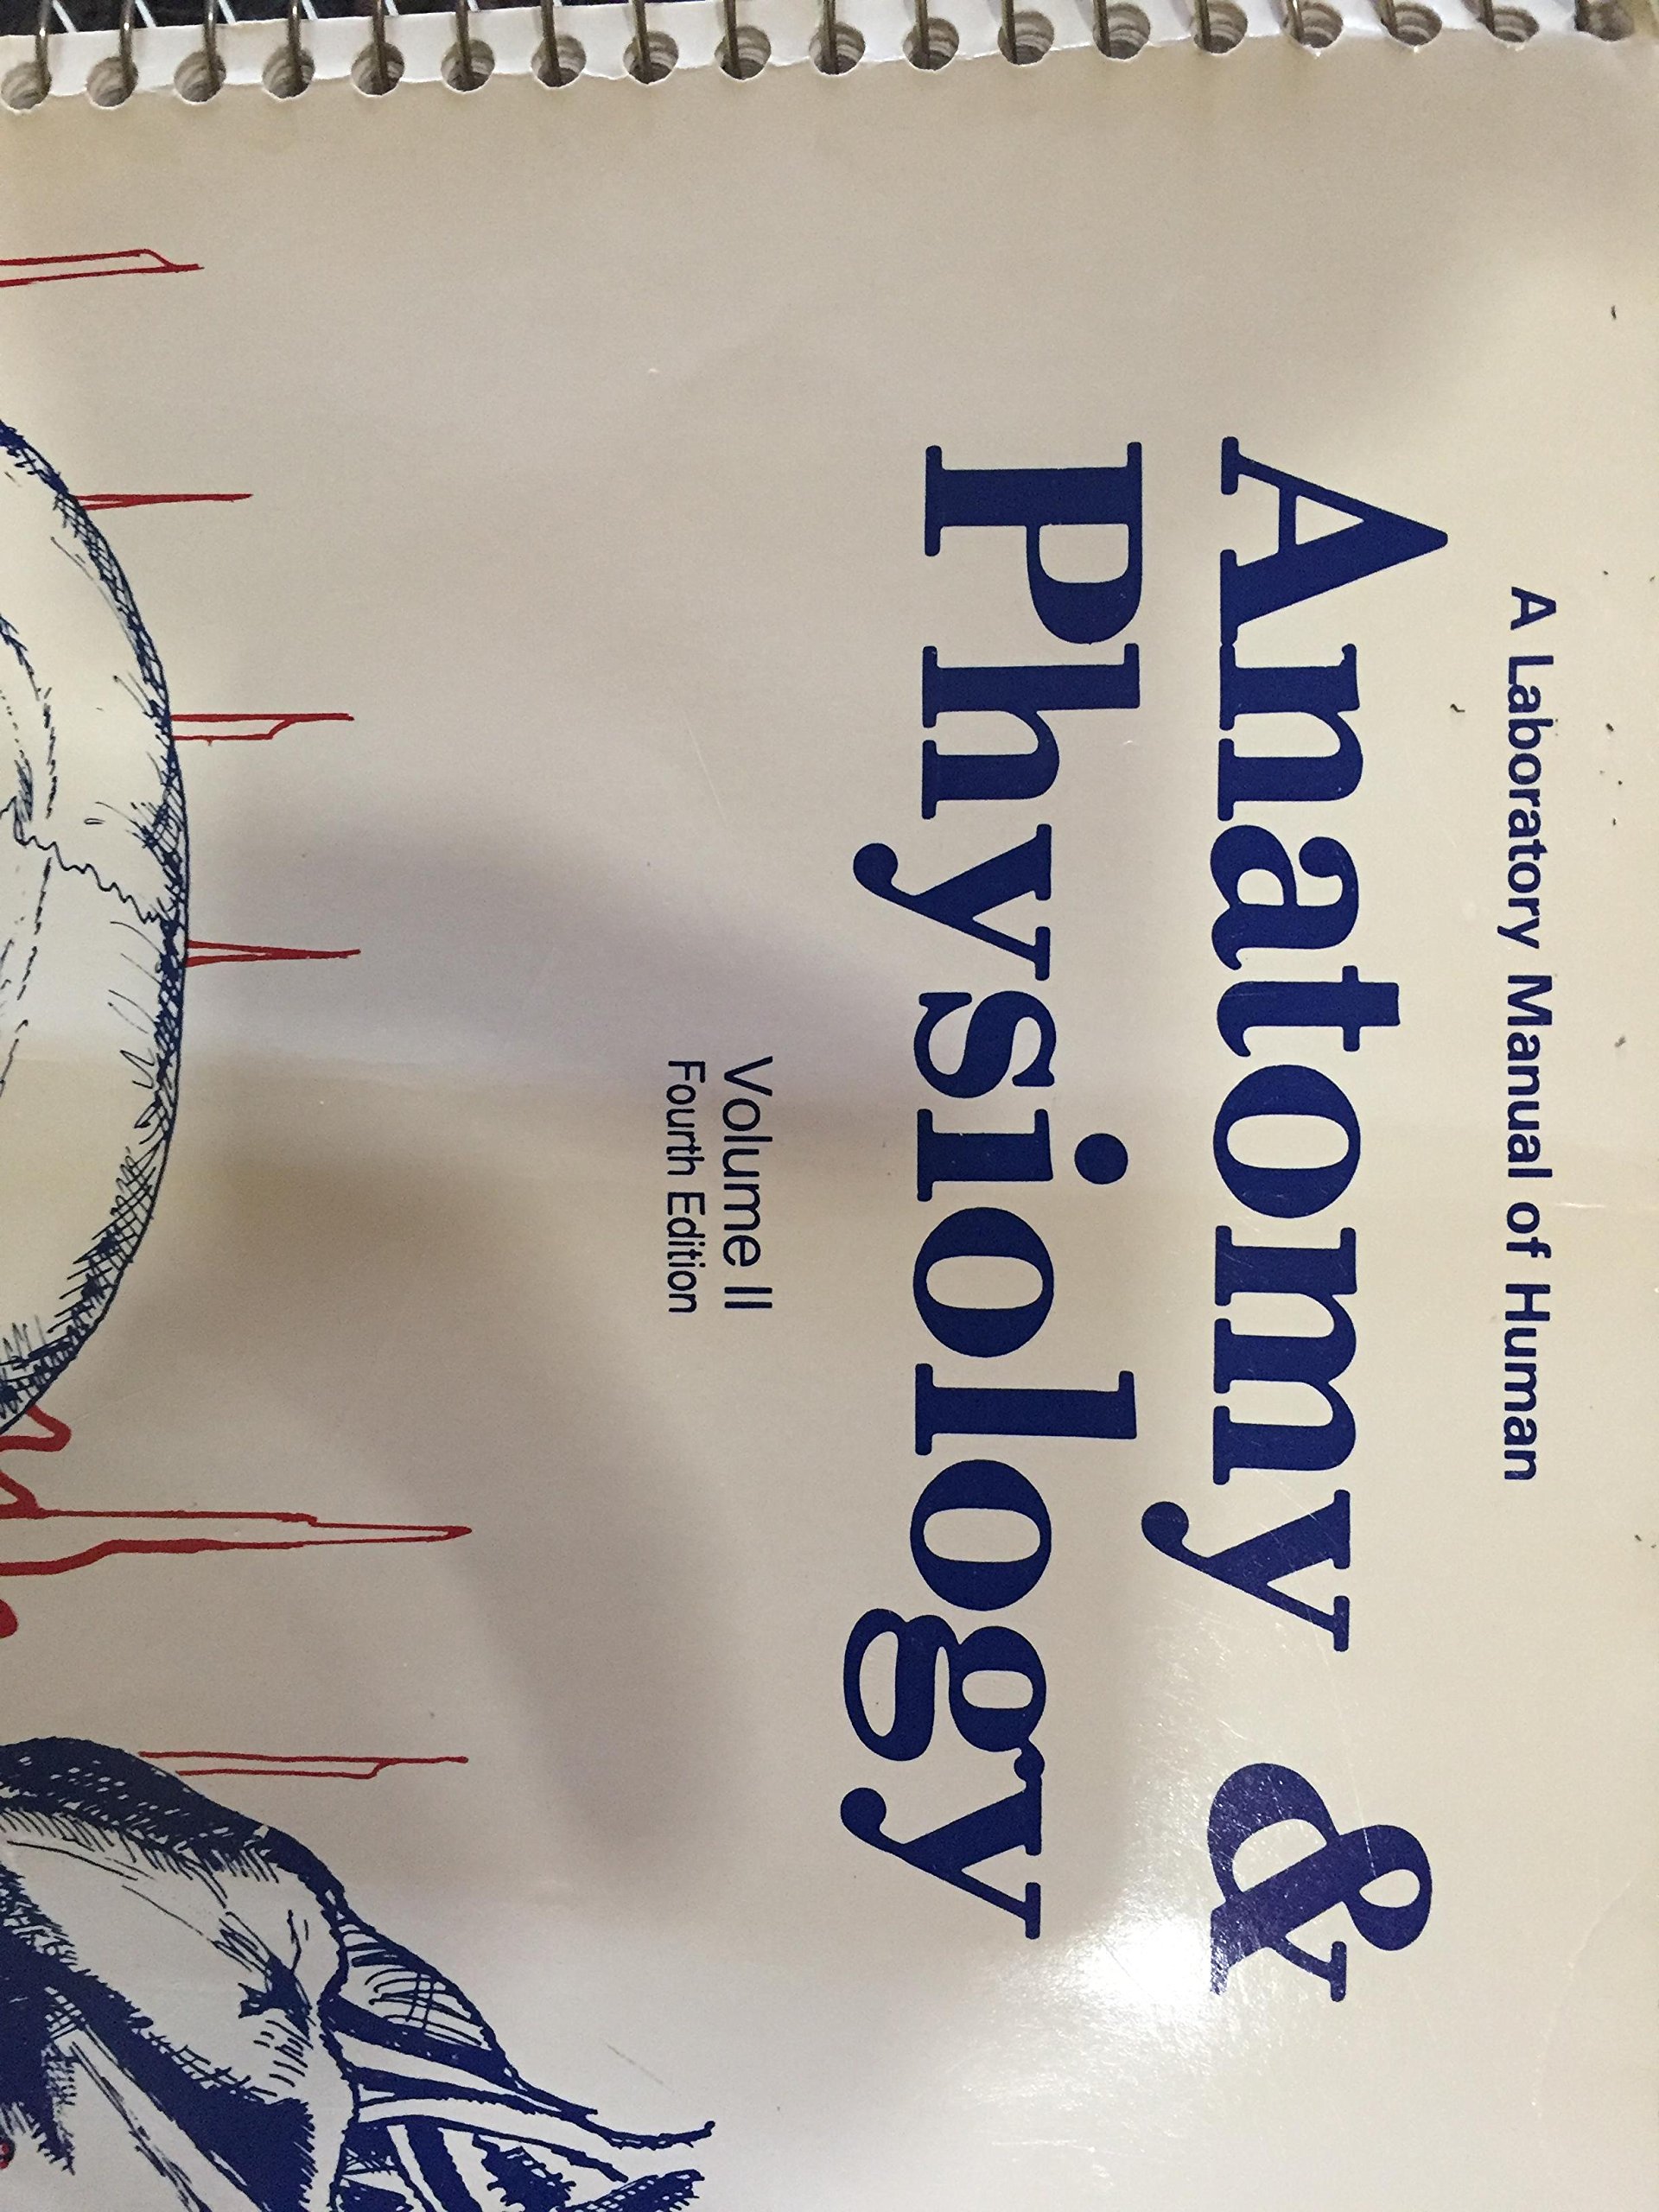 A Laboratory Manual of Human
Anatomy &
Physiology
Volume II
Fourth Edition